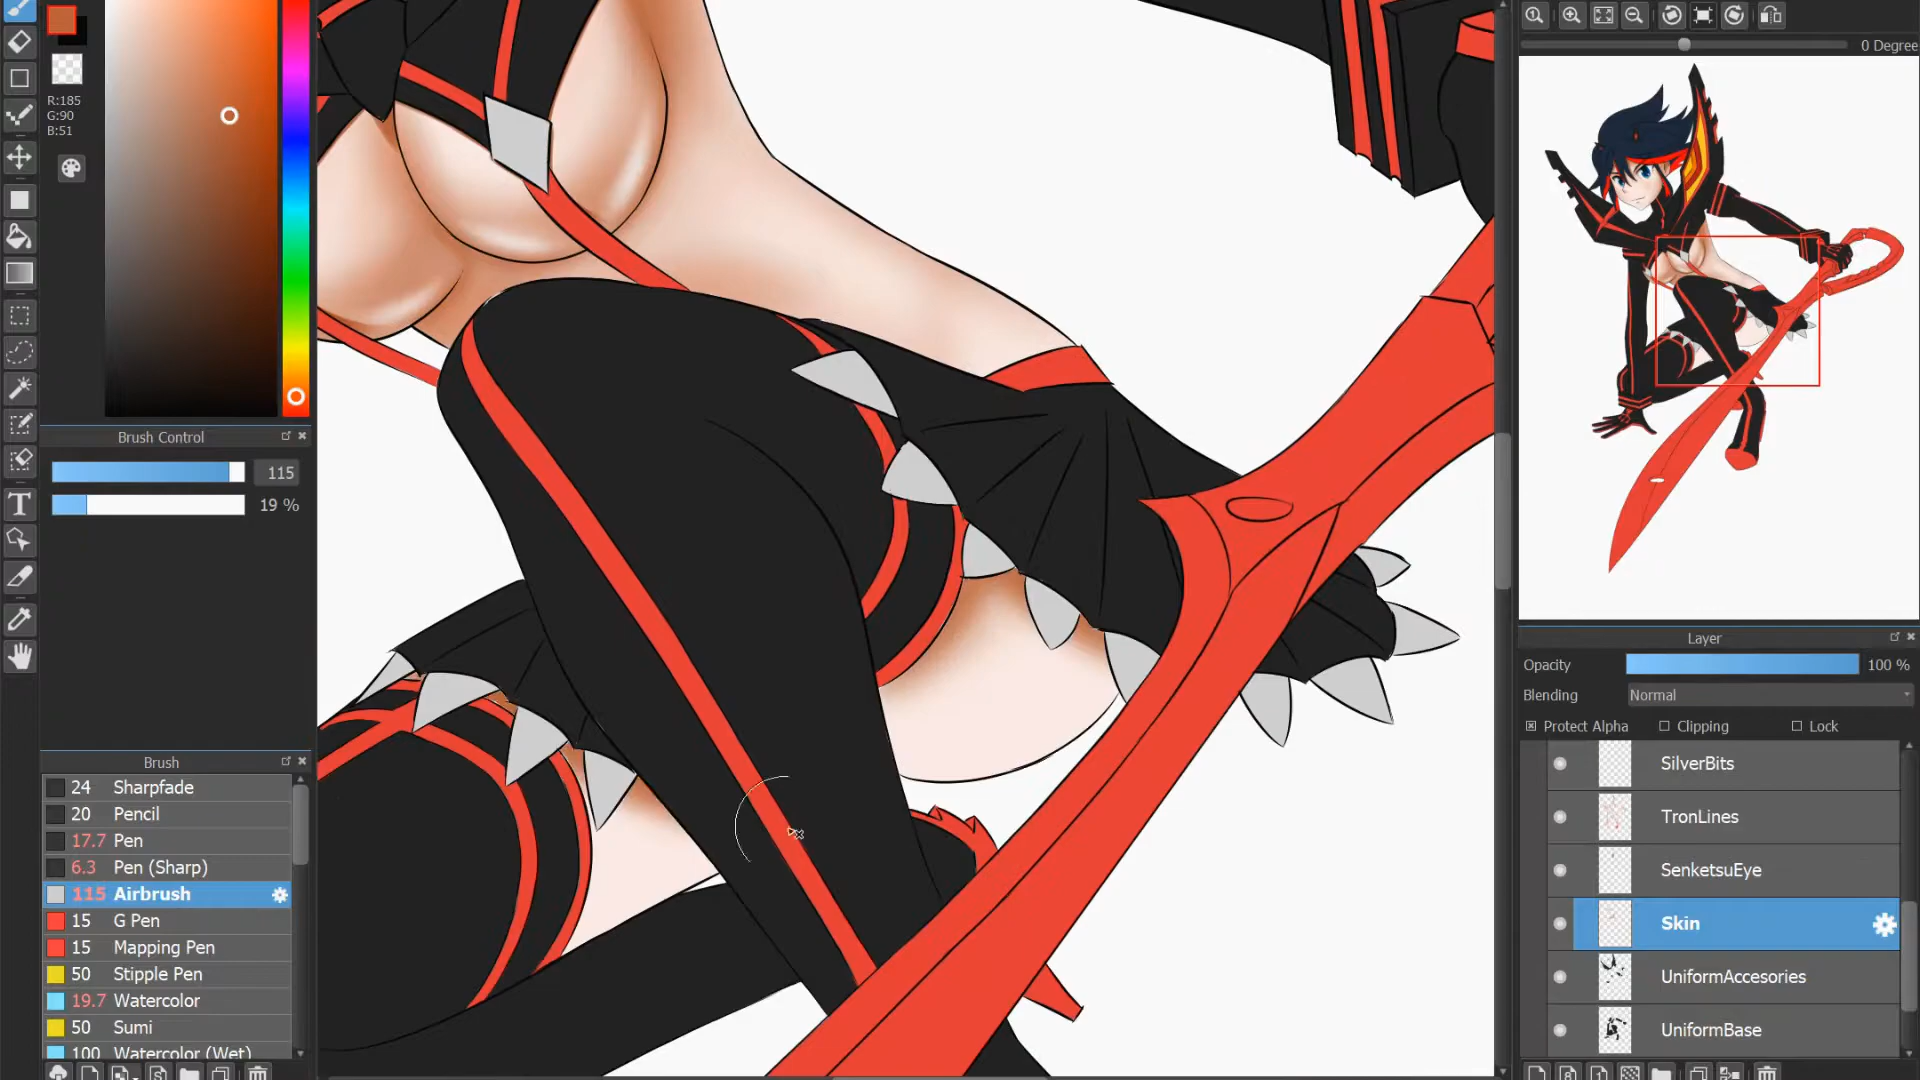 0 Degree
R:185
G:90
B:51
Brush Control
115
19 %
Brush
24 Sharpfade
20 Pencil
17.7 Pen
6.3 Pen (Sharp)
115 Airbrush
15 G Pen
15 Mapping Pen
50 Stipple Pen
19.7 Watercolor
50 Sumi
100 Watercolor (Wet)
Layer
Opacity 100 %
Blending Normal
Protect Alpha Clipping Lock
SilverBits
TronLines
SenketsuEye
Skin
UniformAccesories
UniformBase